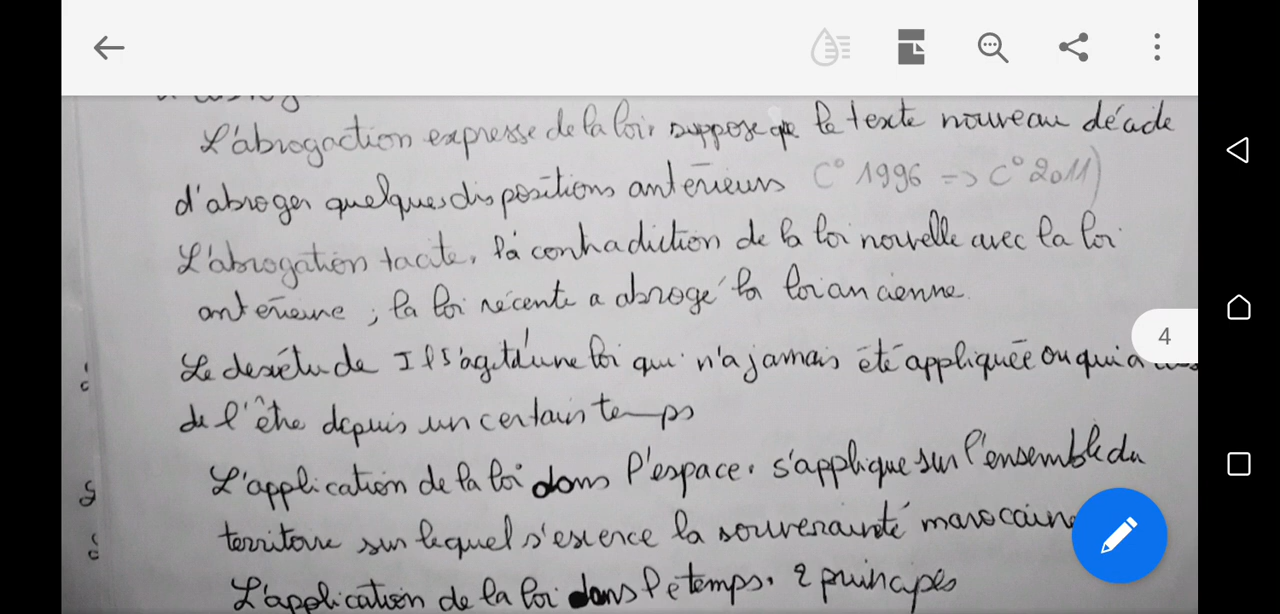 L'abrogaction expresse de la loi, suppose que le texte nouveau décide
d'abroger quelques dispositions antérieurs C° 1996 => C° 2011)
L'abrogation tacite, la contradiction de la loi nouvelle avec la loi
antérieure ; la loi récente a abrogé la loi ancienne.
Le desuétude Il s'agit d'une loi qui n'a jamais été appliquée ou qui a
de l'être depuis un certain temps
4
L'application de la loi dans l'espace. s'applique sur l'ensemble du
territoire sur lequel s'exerce la souveraineté marocaine
L'application de la loi dans le temps. 2 principes